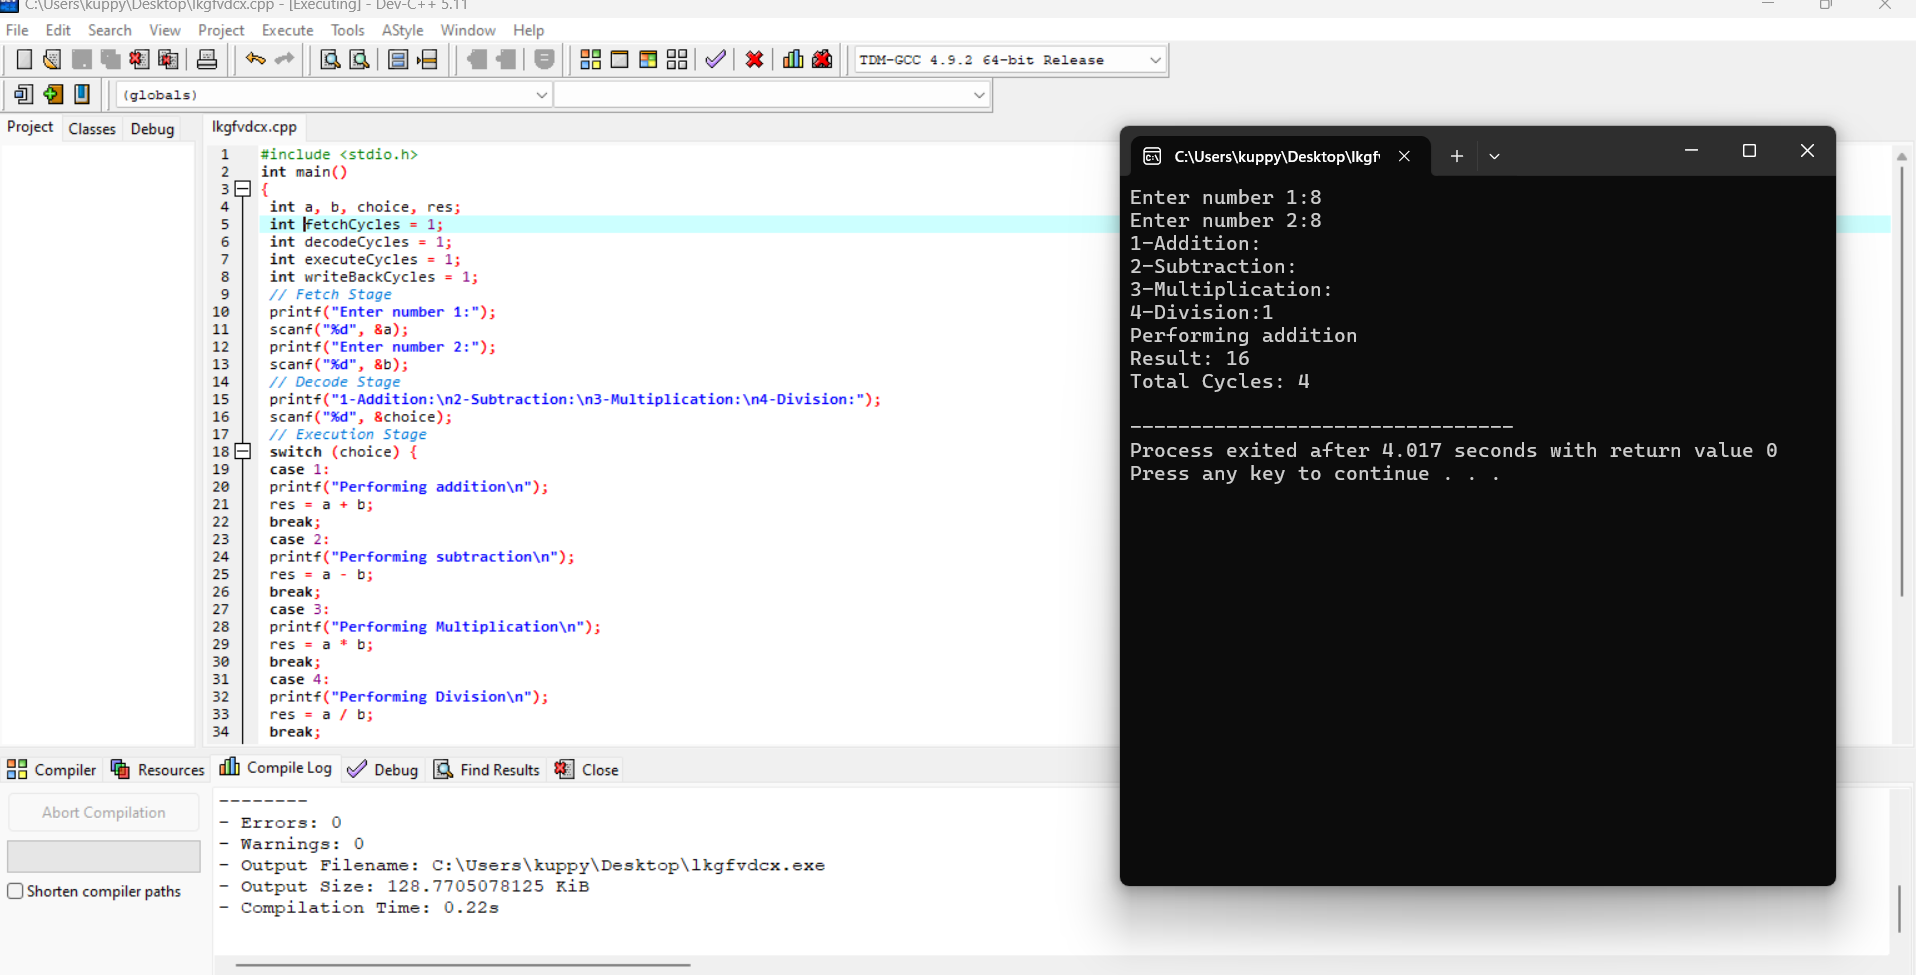 C:\Users\kuppy\Desktop\lkgfvdcx.cpp - [Executing] - Dev-C++ 5.11
File Edit Search View Project Execute Tools AStyle Window Help
TDM-GCC 4.9.2 64-bit Release
(globals)
Project Classes Debug
lkgfvdcx.cpp
1 #include <stdio.h>
2 int main()
3 {
4 int a, b, choice, res;
5 int fetchCycles = 1;
6 int decodeCycles = 1;
7 int executeCycles = 1;
8 int writeBackCycles = 1;
9 // Fetch Stage
10 printf("Enter number 1:");
11 scanf("%d", &a);
12 printf("Enter number 2:");
13 scanf("%d", &b);
14 // Decode Stage
15 printf("1-Addition:\n2-Subtraction:\n3-Multiplication:\n4-Division:");
16 scanf("%d", &choice);
17 // Execution Stage
18 switch (choice) {
19 case 1:
20 printf("Performing addition\n");
21 res = a + b;
22 break;
23 case 2:
24 printf("Performing subtraction\n");
25 res = a - b;
26 break;
27 case 3:
28 printf("Performing Multiplication\n");
29 res = a * b;
30 break;
31 case 4:
32 printf("Performing Division\n");
33 res = a / b;
34 break;
C:\Users\kuppy\Desktop\lkgf
Enter number 1:8
Enter number 2:8
1-Addition:
2-Subtraction:
3-Multiplication:
4-Division:1
Performing addition
Result: 16
Total Cycles: 4
--------------------------------
Process exited after 4.017 seconds with return value 0
Press any key to continue . . .
Compiler Resources Compile Log Debug Find Results Close
Abort Compilation
Shorten compiler paths
--------
- Errors: 0
- Warnings: 0
- Output Filename: C:\Users\kuppy\Desktop\lkgfvdcx.exe
- Output Size: 128.7705078125 KiB
- Compilation Time: 0.22s